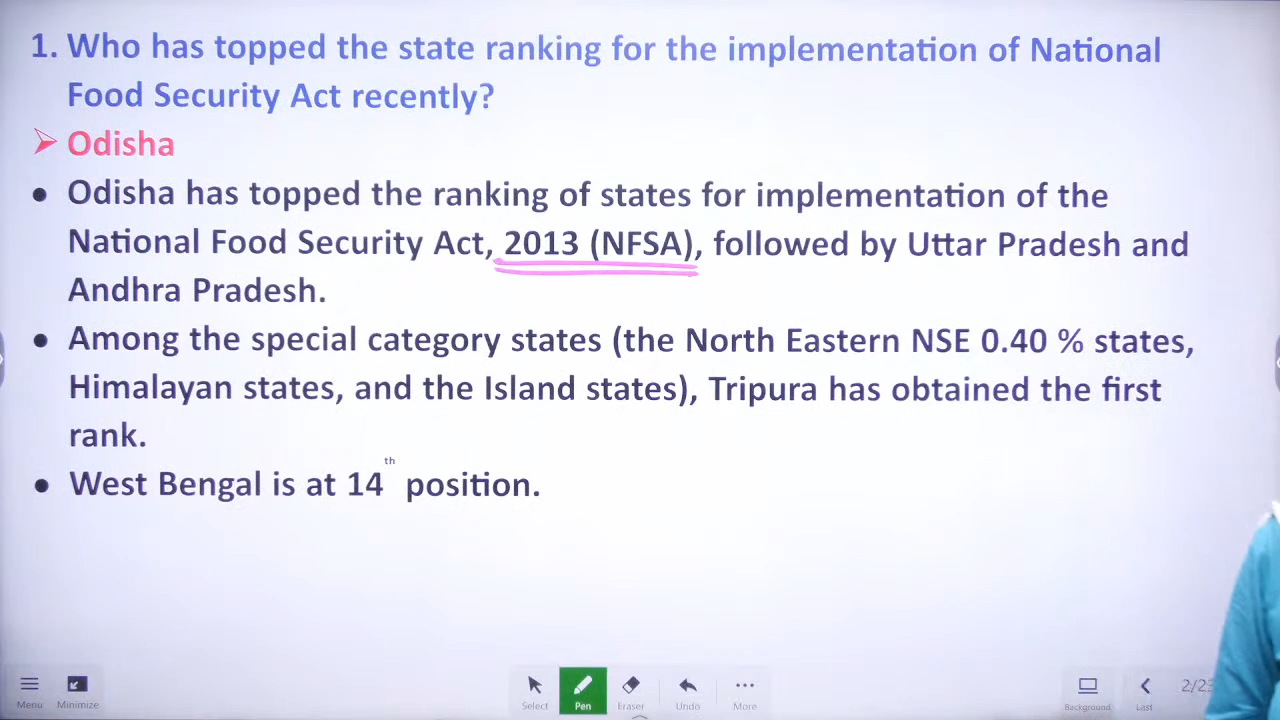 1. Who has topped the state ranking for the implementation of National
Food Security Act recently?
➢ Odisha
• Odisha has topped the ranking of states for implementation of the
National Food Security Act, 2013 (NFSA), followed by Uttar Pradesh and
Andhra Pradesh.
• Among the special category states (the North Eastern NSE 0.40 % states,
Himalayan states, and the Island states), Tripura has obtained the first
rank.
• West Bengal is at 14th position.
Menu Minimize Select Pen Eraser Undo More Background Last 2/23